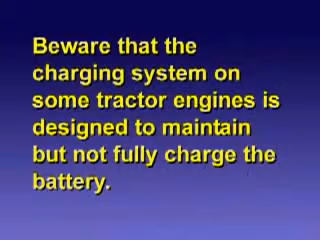 Beware that the
charging system on
some tractor engines is
designed to maintain
but not fully charge the
battery.